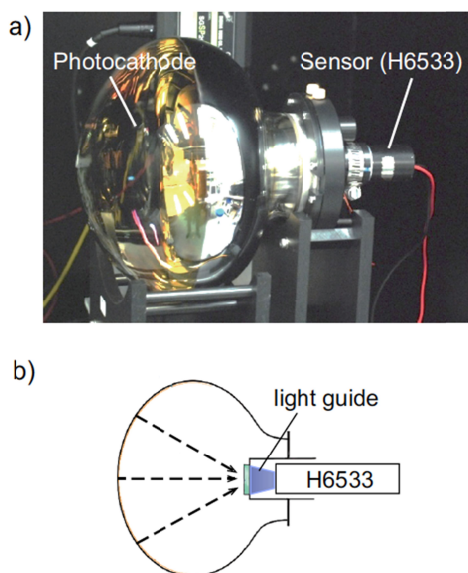 a)
Photocathode
Sensor (H6533)
b)
light guide
H6533